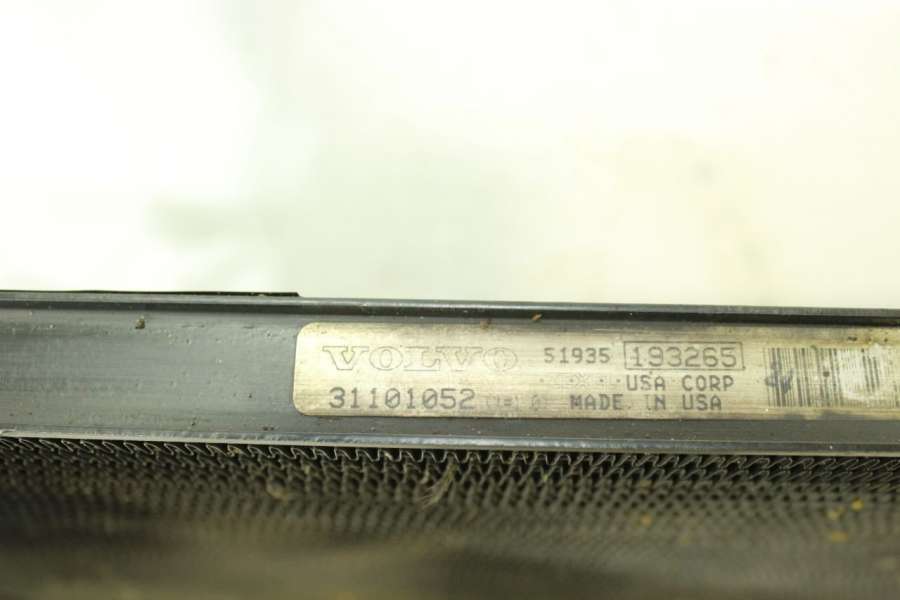 VOLVO 51935 193265
USA CORP
31101052 MADE IN USA